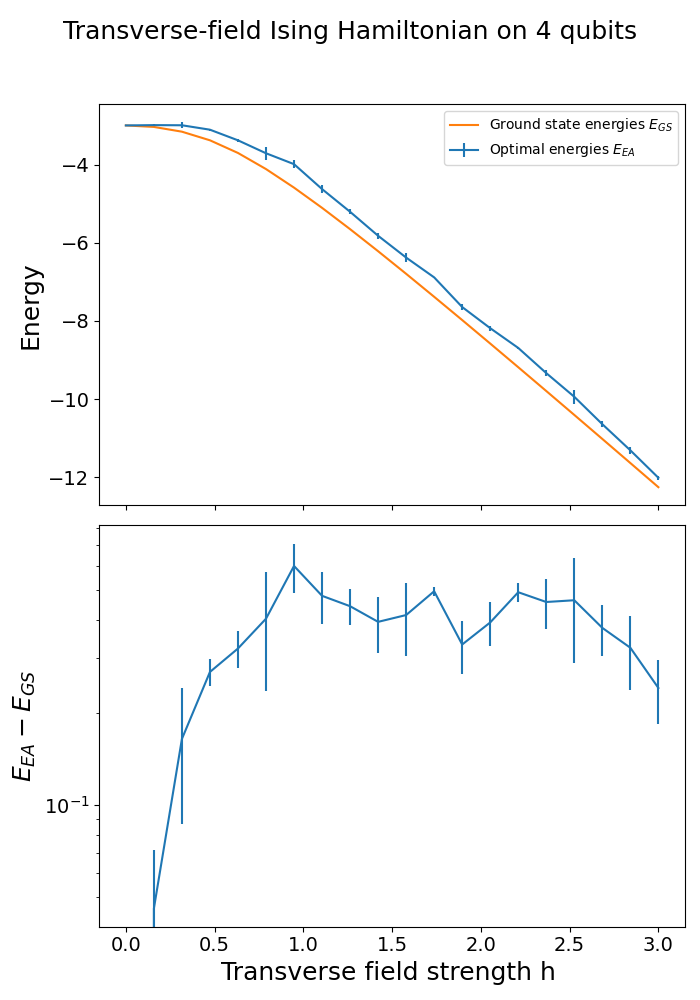 Transverse-field Ising Hamiltonian on 4 qubits
Ground state energies E_GS
Optimal energies E_EA
Energy
−4
−6
−8
−10
−12
E_EA − E_GS
10^−1
0.0 0.5 1.0 1.5 2.0 2.5 3.0
Transverse field strength h